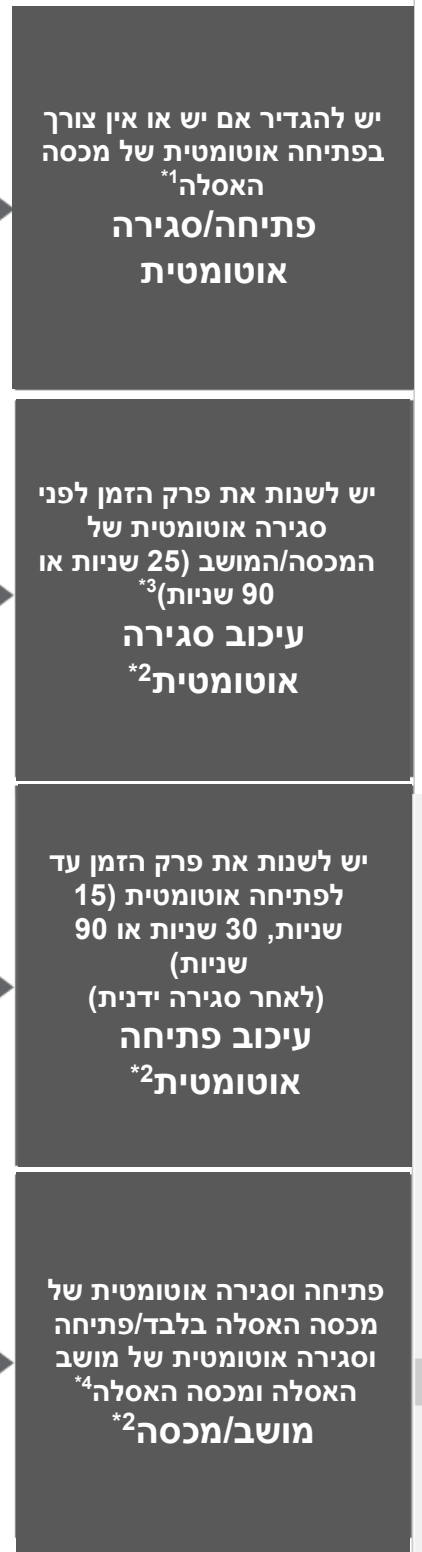 יש להגדיר אם יש או אין צורך
בפתיחה אוטומטית של מכסה
האסלה*1
פתיחה/סגירה
אוטומטית
יש לשנות את פרק הזמן לפני
סגירה אוטומטית של
המכסה/המושב (25 שניות או
90 שניות)*3
עיכוב סגירה
אוטומטית*2
יש לשנות את פרק הזמן עד
לפתיחה אוטומטית (15
שניות, 30 שניות או 90
שניות)
(לאחר סגירה ידנית)
עיכוב פתיחה
אוטומטית*2
פתיחה וסגירה אוטומטית של
מכסה האסלה בלבד/פתיחה
וסגירה אוטומטית של מושב
האסלה ומכסה האסלה*4
מושב/מכסה*2